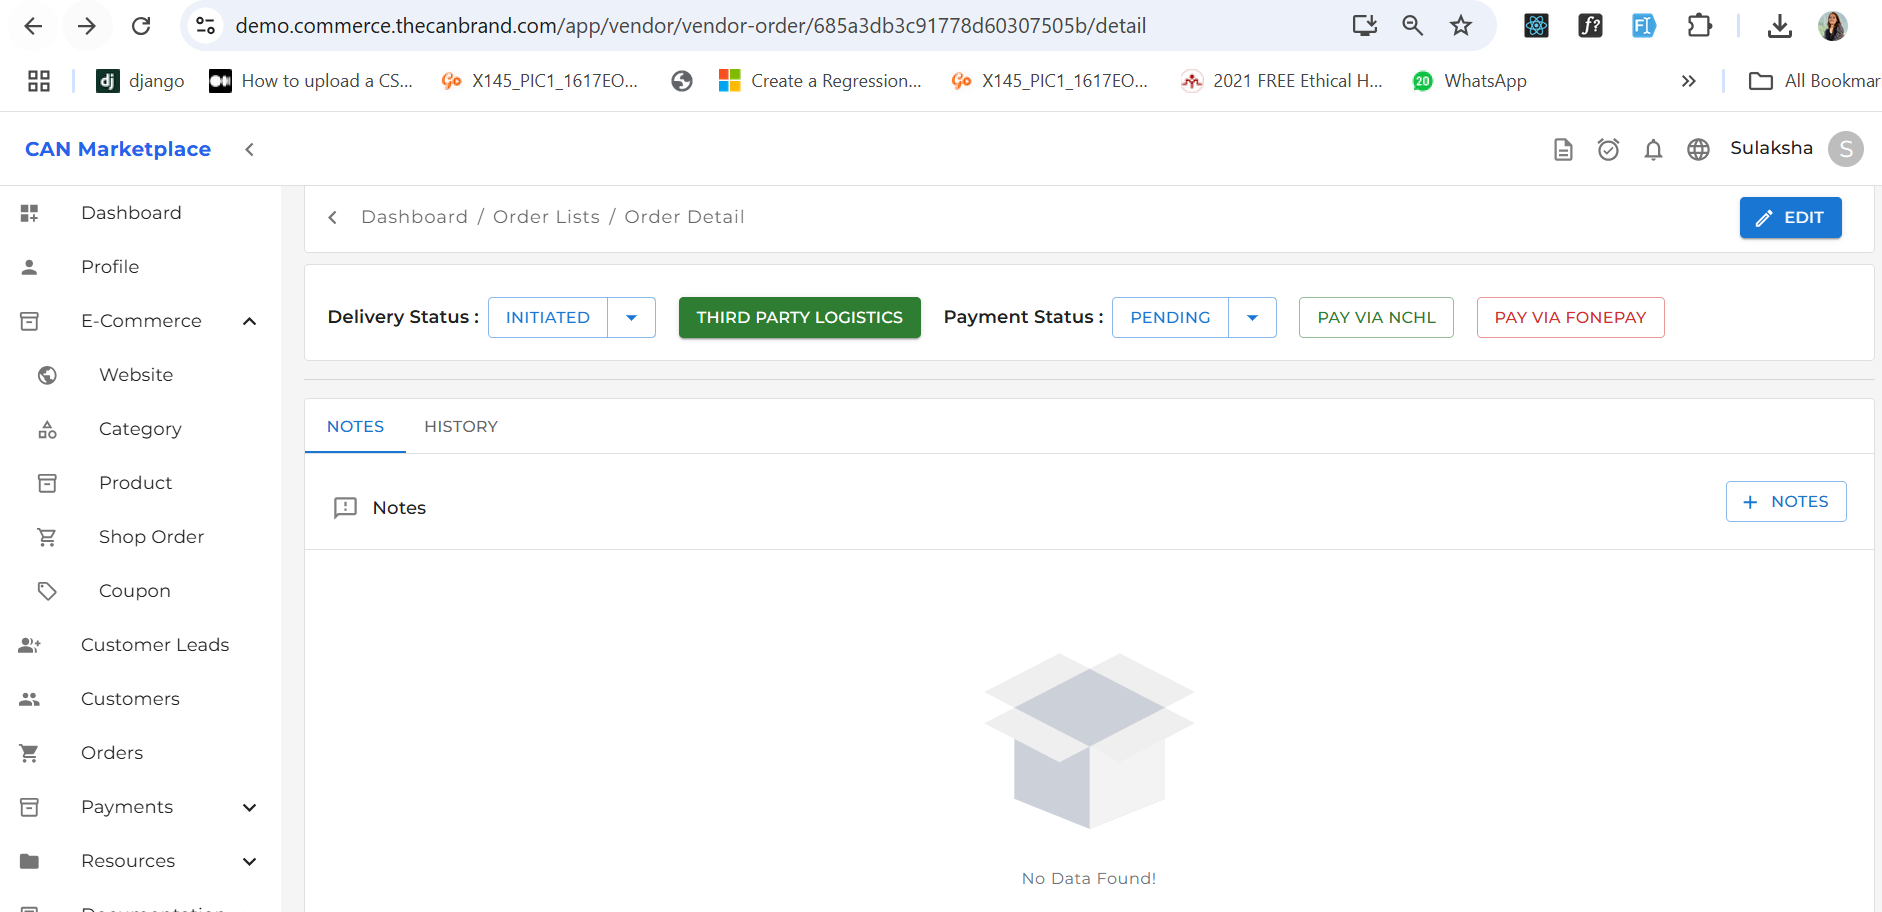 demo.commerce.thecanbrand.com/app/vendor/vendor-order/685a3db3c91778d60307505b/detail
dj django
How to upload a CS...
X145_PIC1_1617EO...
Create a Regression...
X145_PIC1_1617EO...
2021 FREE Ethical H...
20 WhatsApp
All Bookmar
CAN Marketplace
Sulaksha S
Dashboard
Profile
E-Commerce
Website
Category
Product
Shop Order
Coupon
Customer Leads
Customers
Orders
Payments
Resources
Documentation
Dashboard / Order Lists / Order Detail
EDIT
Delivery Status : INITIATED THIRD PARTY LOGISTICS Payment Status : PENDING PAY VIA NCHL PAY VIA FONEPAY
NOTES HISTORY
Notes
+ NOTES
No Data Found!